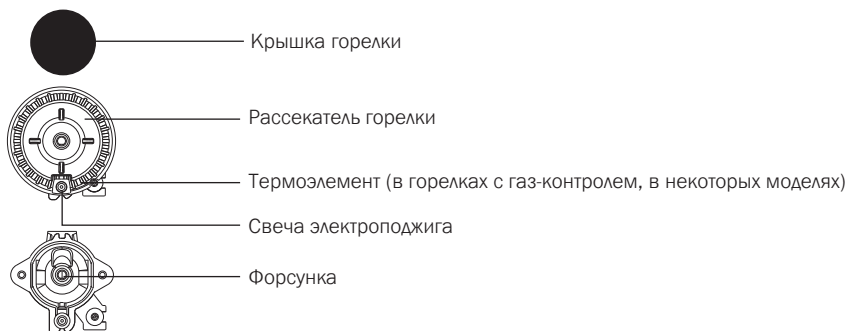 Крышка горелки
Рассекатель горелки
Термоэлемент (в горелках с газ-контролем, в некоторых моделях)
Свеча электроподжига
Форсунка